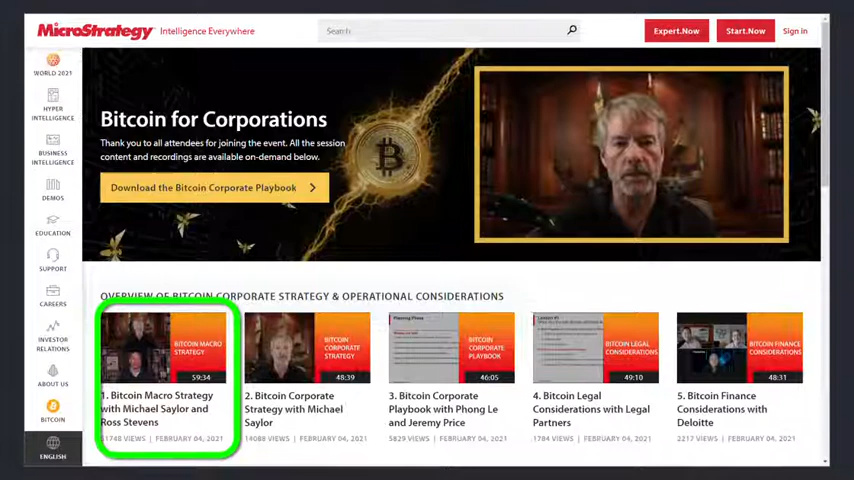 MicroStrategy Intelligence Everywhere
Search
Expert.Now
Start.Now
Sign in
WORLD 2021
HYPER
INTELLIGENCE
BUSINESS
INTELLIGENCE
DEMOS
EDUCATION
SUPPORT
CAREERS
INVESTOR
RELATIONS
ABOUT US
BITCOIN
ENGLISH
Bitcoin for Corporations
Thank you to all attendees for joining the event. All the session
content and recordings are available on-demand below.
Download the Bitcoin Corporate Playbook
OVERVIEW OF BITCOIN CORPORATE STRATEGY & OPERATIONAL CONSIDERATIONS
BITCOIN MACRO
STRATEGY
59:34
1. Bitcoin Macro Strategy
with Michael Saylor and
Ross Stevens
51748 VIEWS | FEBRUARY 04, 2021
BITCOIN
CORPORATE
STRATEGY
48:39
2. Bitcoin Corporate
Strategy with Michael
Saylor
14088 VIEWS | FEBRUARY 04, 2021
Planning Phase
BITCOIN
CORPORATE
PLAYBOOK
46:05
3. Bitcoin Corporate
Playbook with Phong Le
and Jeremy Price
5829 VIEWS | FEBRUARY 04, 2021
BITCOIN LEGAL
CONSIDERATIONS
49:10
4. Bitcoin Legal
Considerations with Legal
Partners
1784 VIEWS | FEBRUARY 04, 2021
BITCOIN FINANCE
CONSIDERATIONS
48:31
5. Bitcoin Finance
Considerations with
Deloitte
2217 VIEWS | FEBRUARY 04, 2021